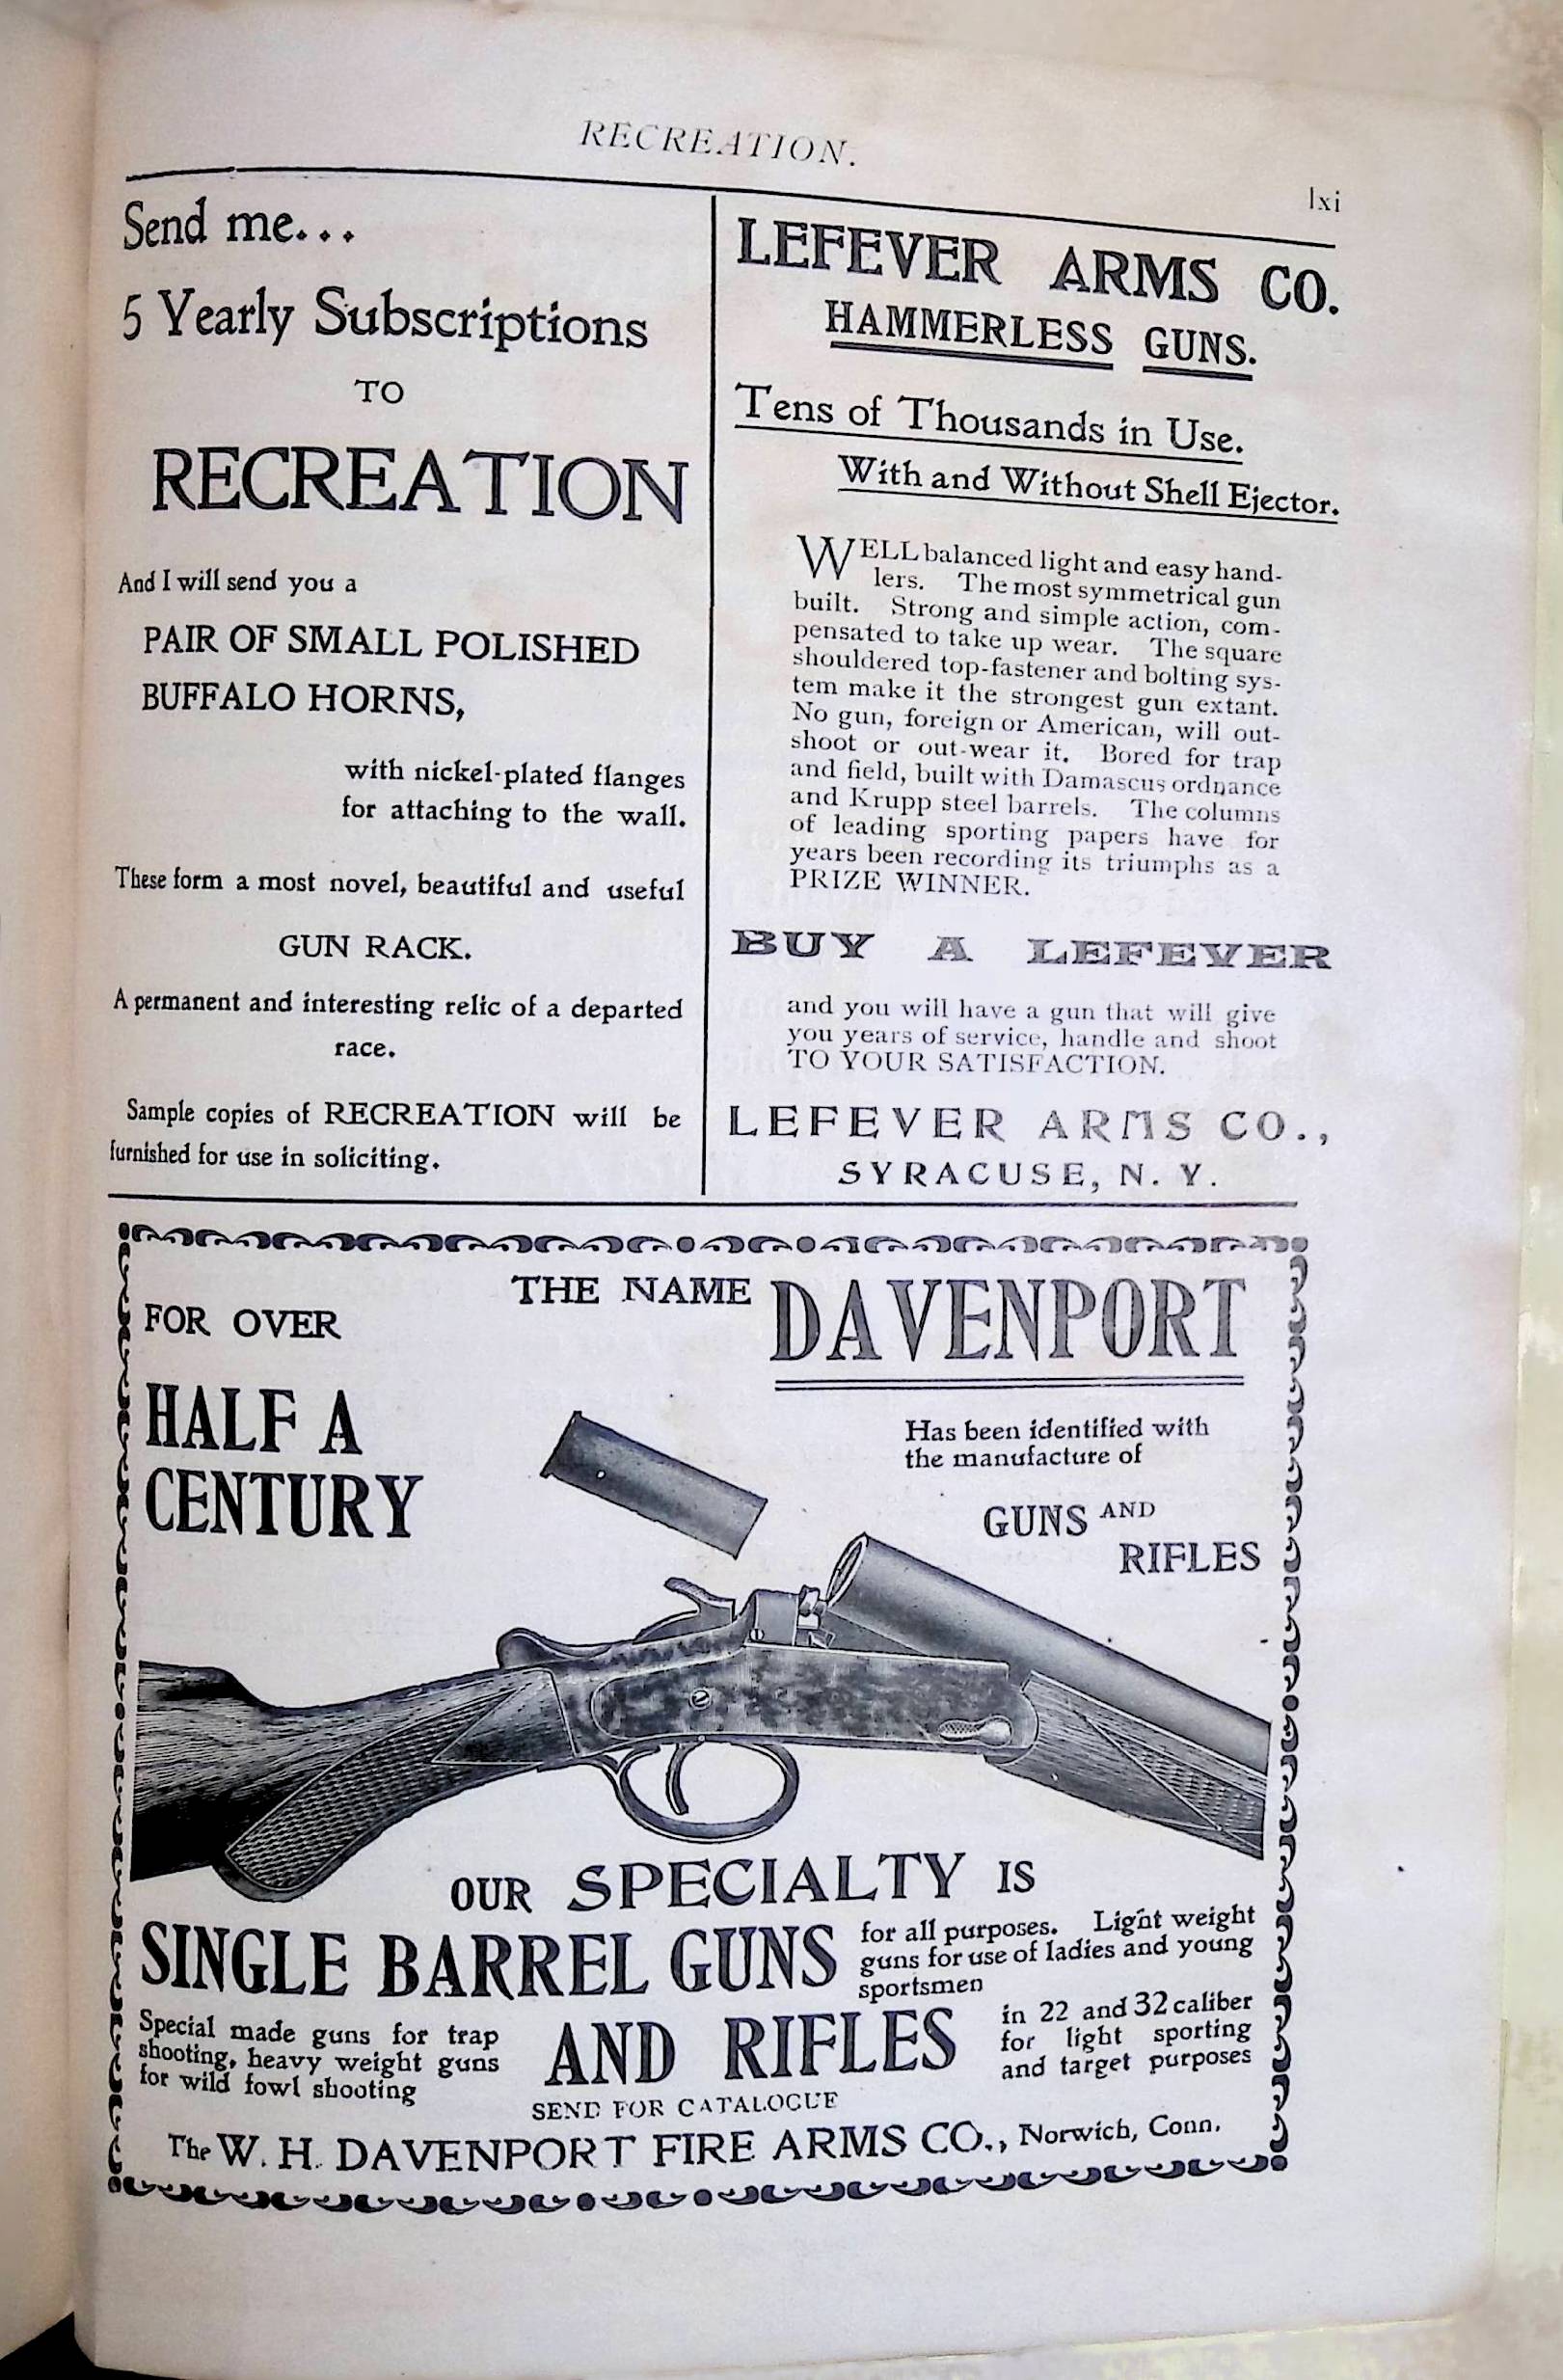 RECREATION.
lxi
Send me...
5 Yearly Subscriptions
TO
RECREATION
And I will send you a
PAIR OF SMALL POLISHED
BUFFALO HORNS,
with nickel-plated flanges
for attaching to the wall.
These form a most novel, beautiful and useful
GUN RACK.
A permanent and interesting relic of a departed
race.
Sample copies of RECREATION will be
furnished for use in soliciting.
LEFEVER ARMS CO.
HAMMERLESS GUNS.
Tens of Thousands in Use.
With and Without Shell Ejector.
WELL balanced light and easy hand-
lers. The most symmetrical gun
built. Strong and simple action, com-
pensated to take up wear. The square
shouldered top-fastener and bolting sys-
tem make it the strongest gun extant.
No gun, foreign or American, will out-
shoot or out-wear it. Bored for trap
and field, built with Damascus ordnance
and Krupp steel barrels. The columns
of leading sporting papers have for
years been recording its triumphs as a
PRIZE WINNER.
BUY A LEFEVER
and you will have a gun that will give
you years of service, handle and shoot
TO YOUR SATISFACTION.
LEFEVER ARMS CO.,
SYRACUSE, N. Y.
FOR OVER
HALF A
CENTURY
THE NAME DAVENPORT
Has been identified with
the manufacture of
GUNS AND
RIFLES
OUR SPECIALTY IS
SINGLE BARREL GUNS
for all purposes. Light weight
guns for use of ladies and young
sportsmen
Special made guns for trap
shooting, heavy weight guns
for wild fowl shooting
AND RIFLES
in 22 and 32 caliber
for light sporting
and target purposes
SEND FOR CATALOGUE
The W. H. DAVENPORT FIRE ARMS CO., Norwich, Conn.